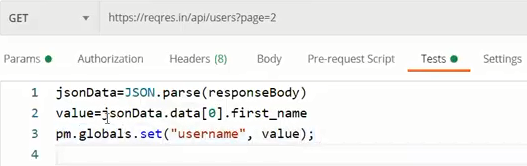 GET https://reqres.in/api/users?page=2
Params Authorization Headers (8) Body Pre-request Script Tests Settings
1 jsonData=JSON.parse(responseBody)
2 value=jsonData.data[0].first_name
3 pm.globals.set("username", value);
4